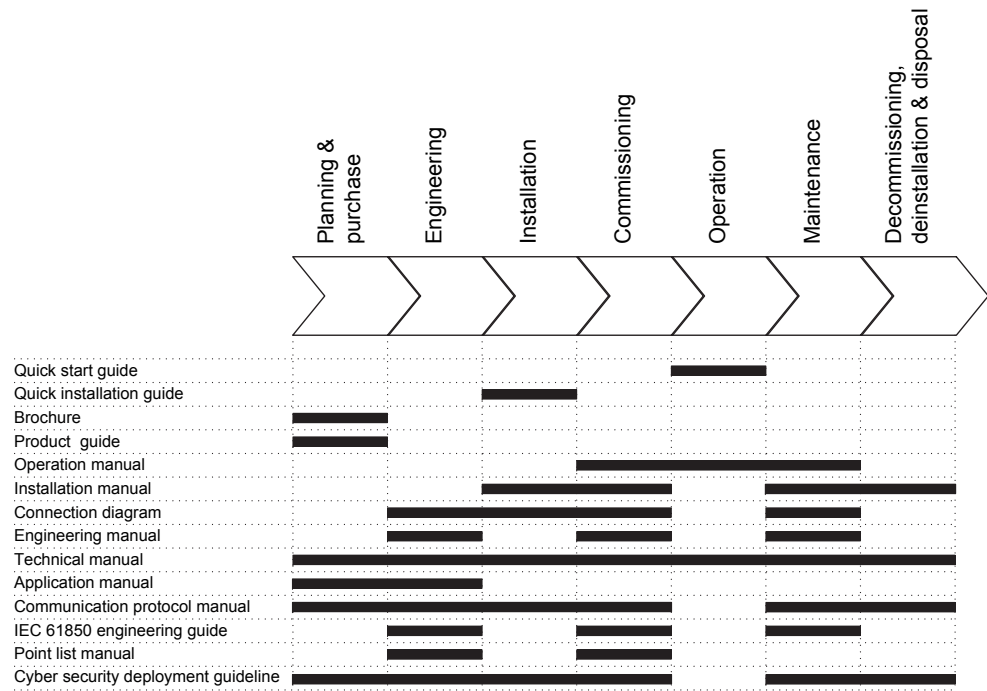 Planning &
purchase
Engineering
Installation
Commissioning
Operation
Maintenance
Decommissioning,
deinstallation & disposal
Quick start guide
Quick installation guide
Brochure
Product guide
Operation manual
Installation manual
Connection diagram
Engineering manual
Technical manual
Application manual
Communication protocol manual
IEC 61850 engineering guide
Point list manual
Cyber security deployment guideline